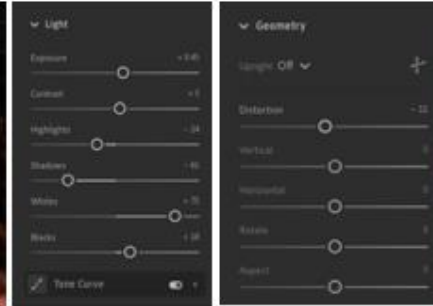 Light
Exposure
Contrast
Highlights
Shadows
Whites
Blacks
Tone Curve
Geometry
Upright Off
Distortion
Vertical
Horizontal
Rotate
Aspect